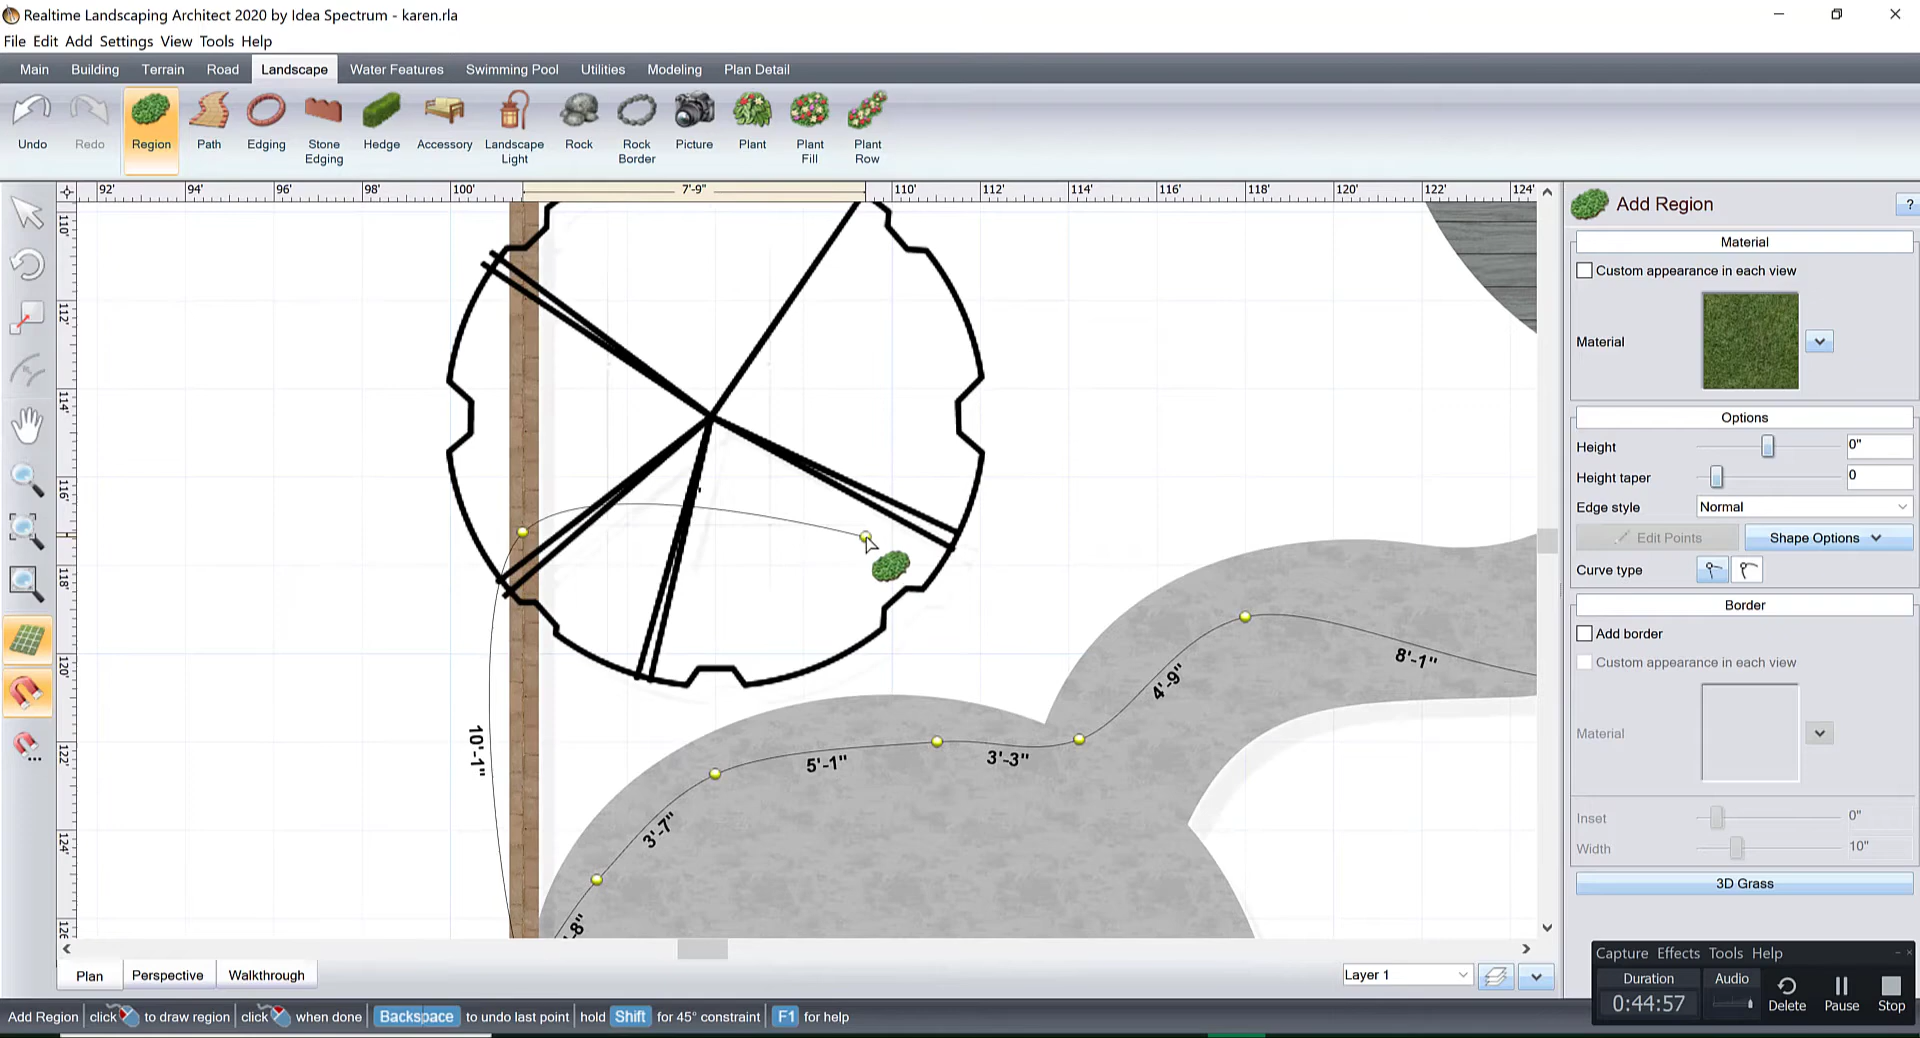 Realtime Landscaping Architect 2020 by Idea Spectrum - karen.rla
File Edit Add Settings View Tools Help
Main Building Terrain Road Landscape Water Features Swimming Pool Utilities Modeling Plan Detail
Undo Redo Region Path Edging Stone Edging Hedge Accessory Landscape Light Rock Rock Border Picture Plant Plant Fill Plant Row
92' 94' 96' 98' 100' 7'-9" 110' 112' 114' 116' 118' 120' 122' 124'
110'
112'
114'
116'
118'
120'
122'
124'
126
10'-1"
3'-7"
5'-1"
3'-3"
4'-9"
8'-1"
-8"
Add Region ?
Material
Custom appearance in each view
Material
Options
Height 0"
Height taper 0
Edge style Normal
Edit Points Shape Options
Curve type
Border
Add border
Custom appearance in each view
Material
Inset 0"
Width 10"
3D Grass
Plan Perspective Walkthrough
Layer 1
Capture Effects Tools Help
Duration Audio
0:44:57 Delete Pause Stop
Add Region click to draw region click when done Backspace to undo last point hold Shift for 45° constraint F1 for help